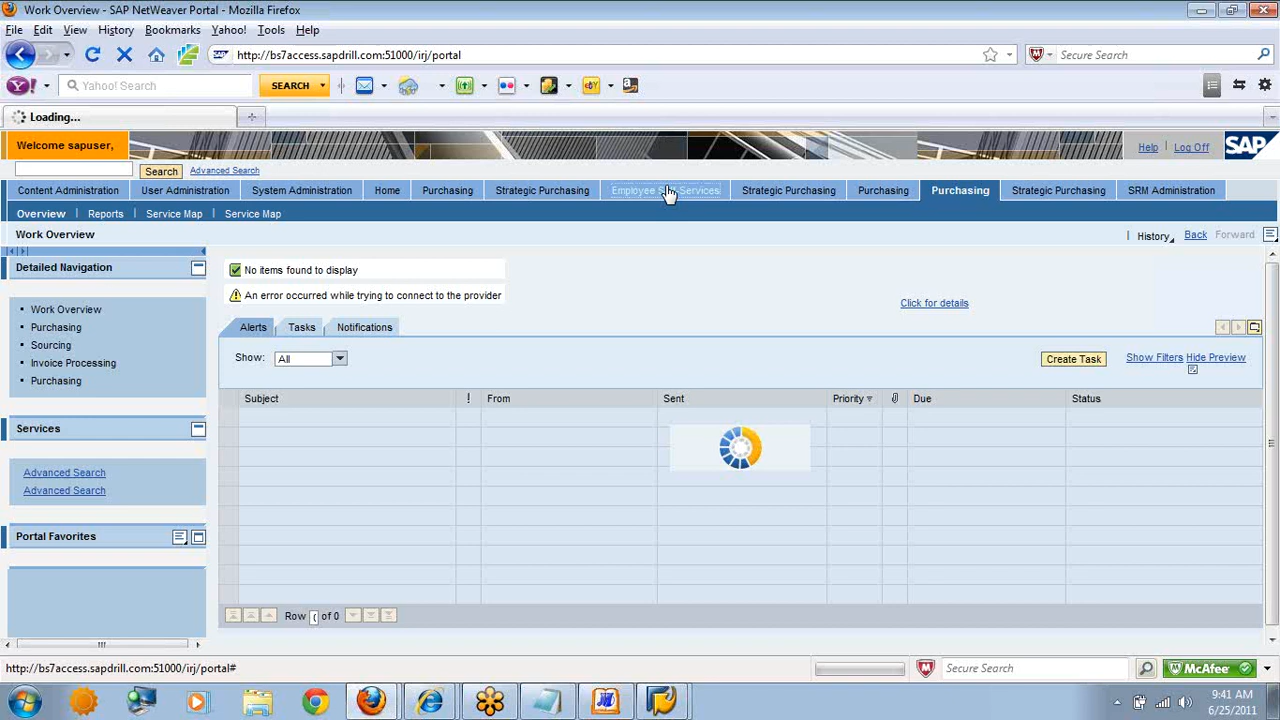 Work Overview - SAP NetWeaver Portal - Mozilla Firefox
File Edit View History Bookmarks Yahoo! Tools Help
http://bs7access.sapdrill.com:51000/irj/portal
Secure Search
Yahoo! Search
SEARCH
Loading...
Welcome sapuser,
Help Log Off SAP
Search Advanced Search
Content Administration User Administration System Administration Home Purchasing Strategic Purchasing Employee Self-Services Strategic Purchasing Purchasing Purchasing Strategic Purchasing SRM Administration
Overview Reports Service Map Service Map
Work Overview
History Back Forward
Detailed Navigation
Work Overview
Purchasing
Sourcing
Invoice Processing
Purchasing
Services
Advanced Search
Advanced Search
Portal Favorites
No items found to display
An error occurred while trying to connect to the provider
Click for details
Alerts Tasks Notifications
Show: All
Create Task Show Filters Hide Preview
Subject ! From Sent Priority Due Status
Row of 0
http://bs7access.sapdrill.com:51000/irj/portal#
Secure Search
McAfee
9:41 AM
6/25/2011